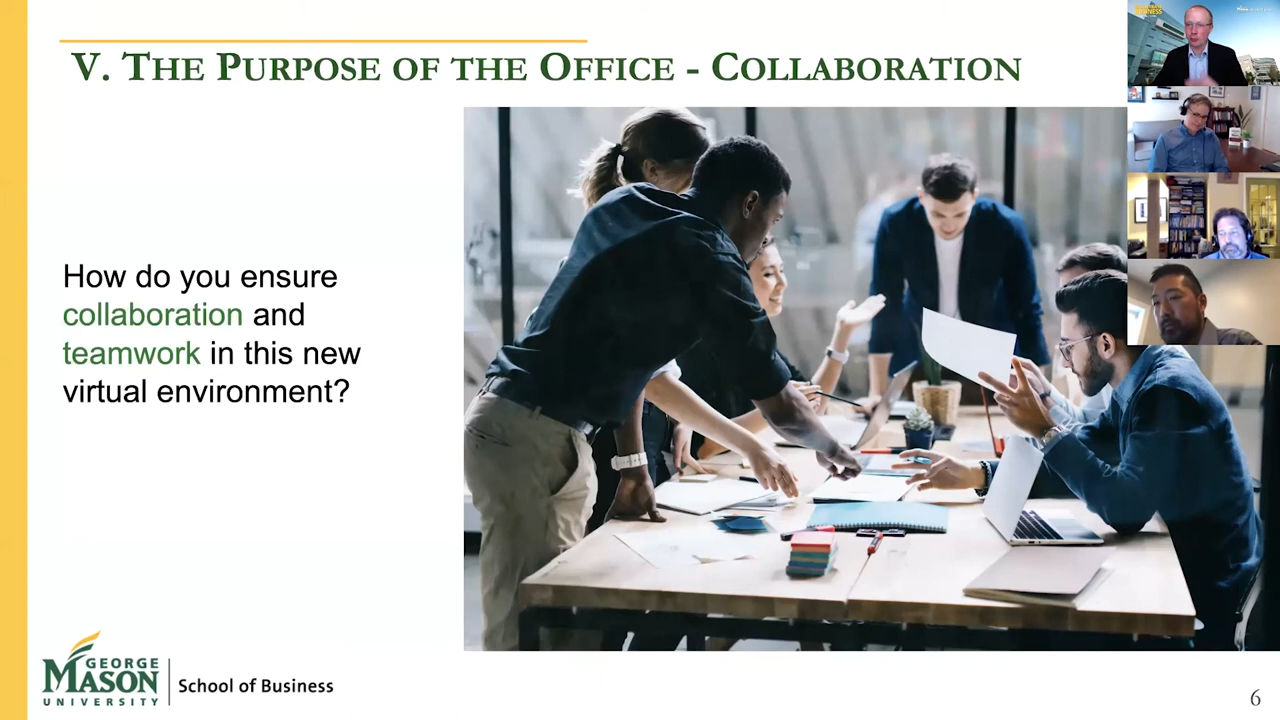 V. THE PURPOSE OF THE OFFICE - COLLABORATION
How do you ensure
collaboration and
teamwork in this new
virtual environment?
GEORGE
MASON
UNIVERSITY
School of Business
6